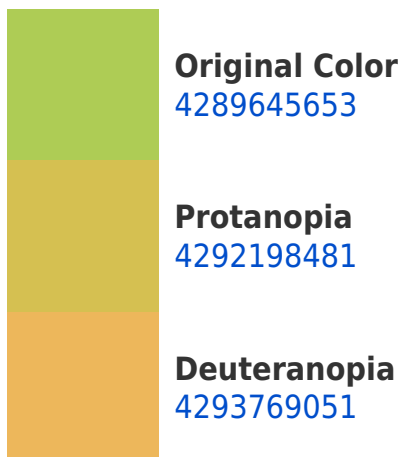 Original Color
4289645653
Protanopia
4292198481
Deuteranopia
4293769051